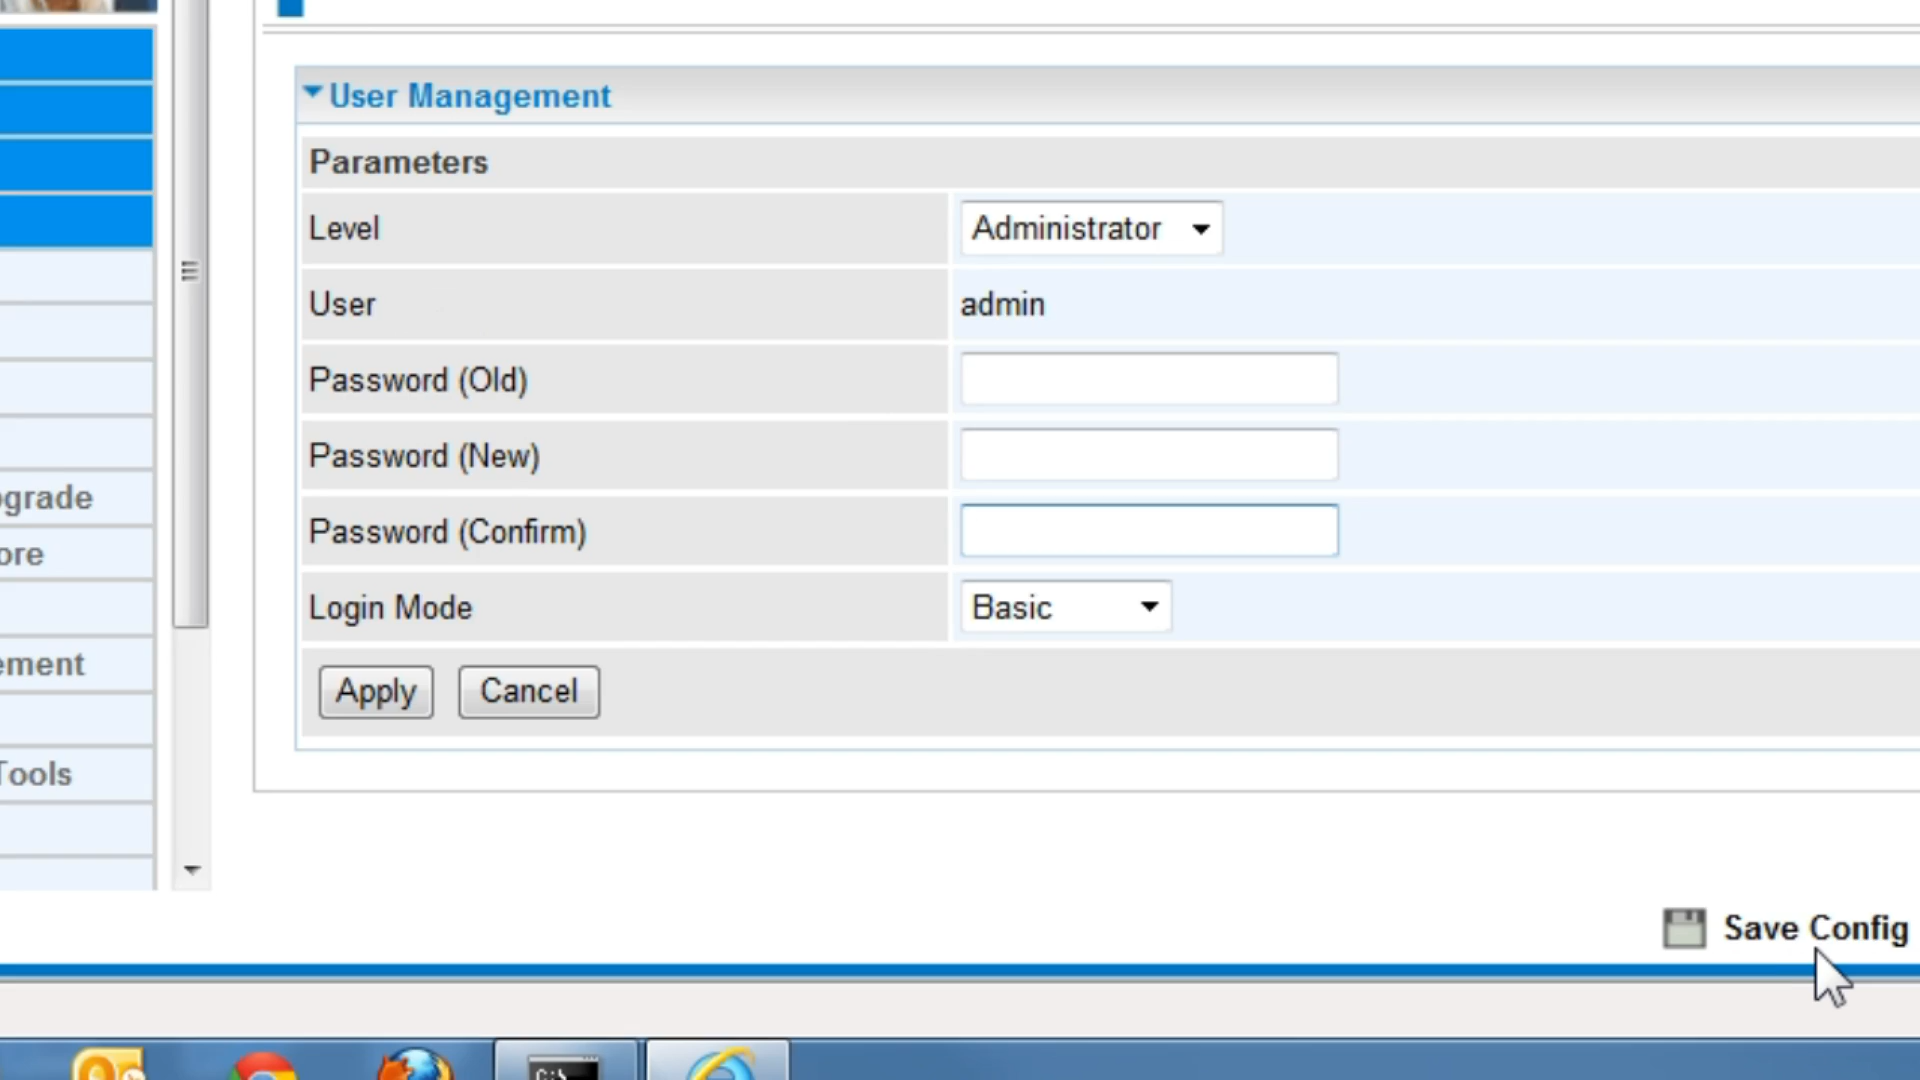 User Management
Parameters
Level Administrator
User admin
Password (Old)
Password (New)
Password (Confirm)
Login Mode Basic
Apply Cancel
pgrade
ore
ement
Tools
Save Config
C:\